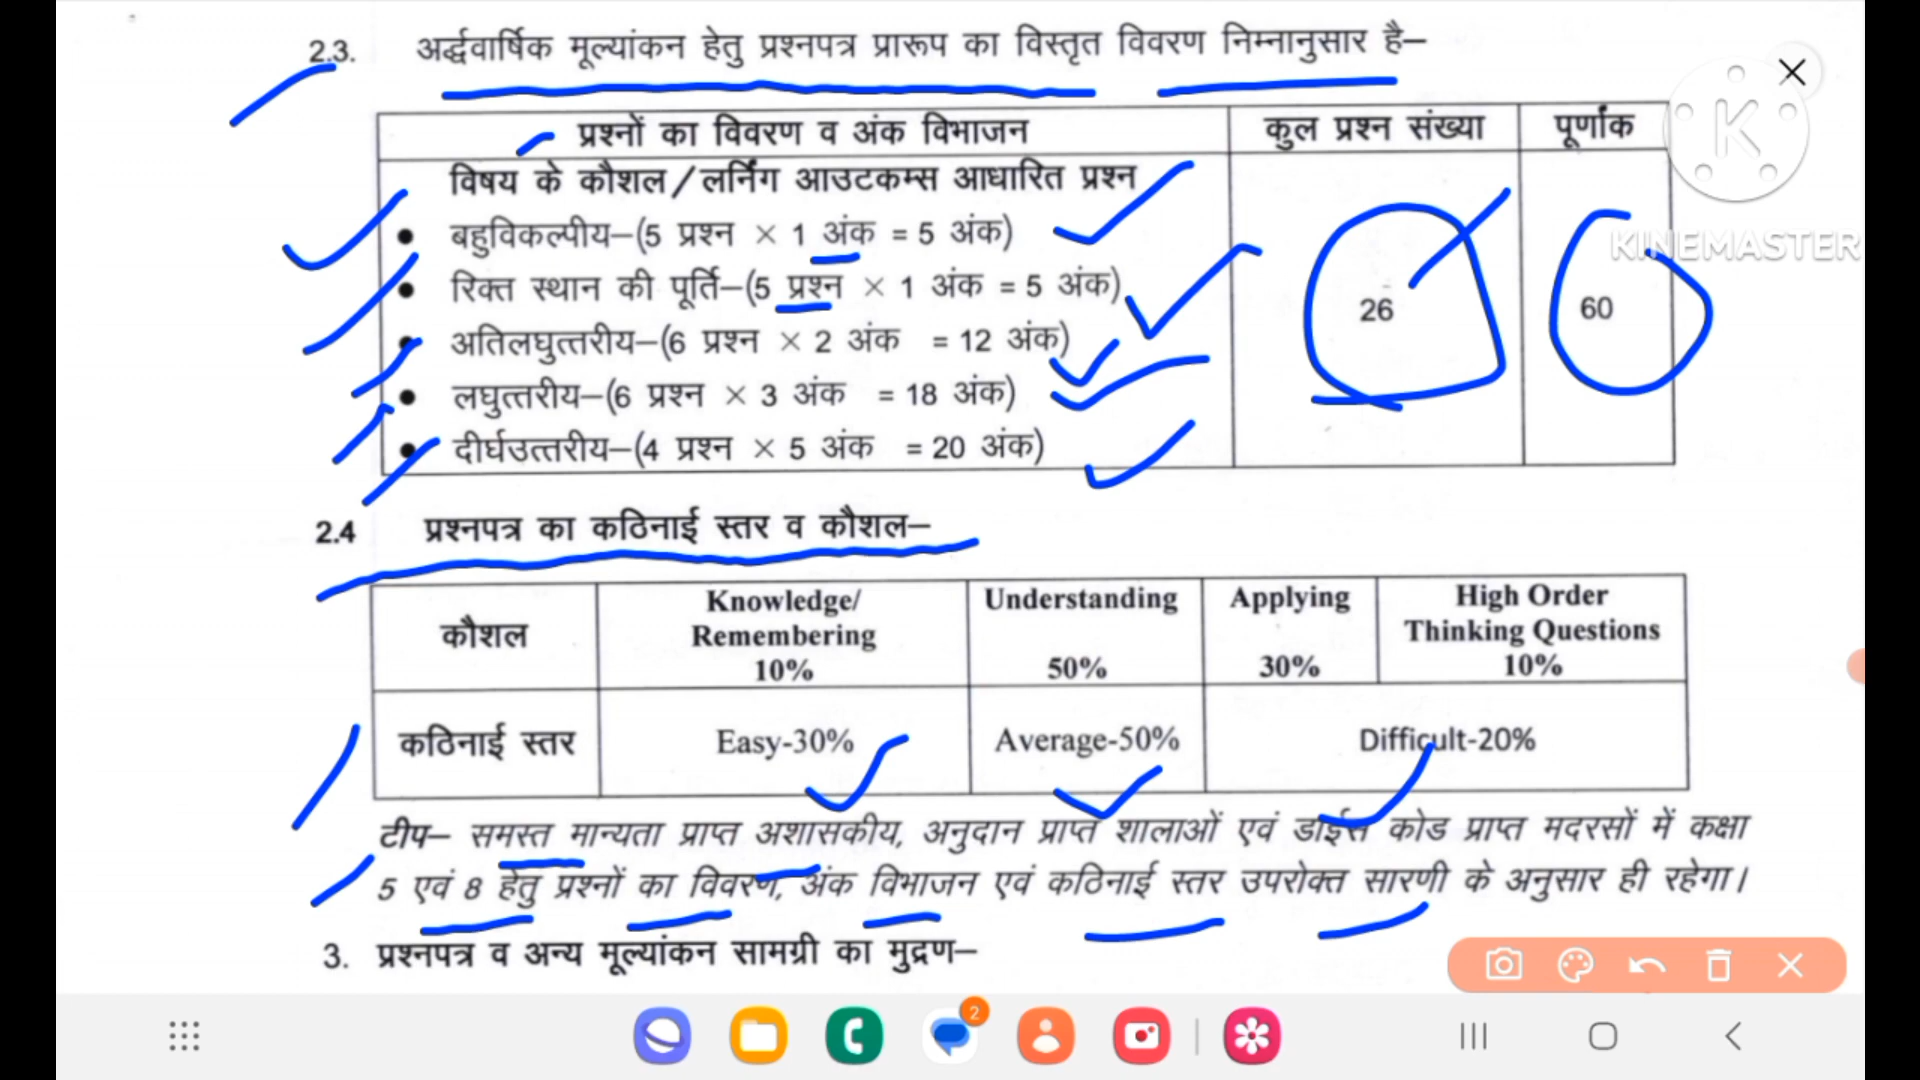 2.3. अर्द्धवार्षिक मूल्यांकन हेतु प्रश्नपत्र प्रारूप का विस्तृत विवरण निम्नानुसार है–
प्रश्नों का विवरण व अंक विभाजन कुल प्रश्न संख्या पूर्णांक
विषय के कौशल/लर्निंग आउटकम्स आधारित प्रश्न
• बहुविकल्पीय–(5 प्रश्न × 1 अंक = 5 अंक)
• रिक्त स्थान की पूर्ति–(5 प्रश्न × 1 अंक = 5 अंक)
• अतिलघुत्तरीय–(6 प्रश्न × 2 अंक = 12 अंक)
• लघुत्तरीय–(6 प्रश्न × 3 अंक = 18 अंक)
• दीर्घउत्तरीय–(4 प्रश्न × 5 अंक = 20 अंक)
26 60
K
KINEMASTER
2.4 प्रश्नपत्र का कठिनाई स्तर व कौशल–
कौशल
Knowledge/
Remembering
10%
Understanding
50%
Applying
30%
High Order
Thinking Questions
10%
कठिनाई स्तर Easy-30% Average-50% Difficult-20%
टीप– समस्त मान्यता प्राप्त अशासकीय, अनुदान प्राप्त शालाओं एवं डाईस कोड प्राप्त मदरसों में कक्षा
5 एवं 8 हेतु प्रश्नों का विवरण, अंक विभाजन एवं कठिनाई स्तर उपरोक्त सारणी के अनुसार ही रहेगा।
3. प्रश्नपत्र व अन्य मूल्यांकन सामग्री का मुद्रण–
2